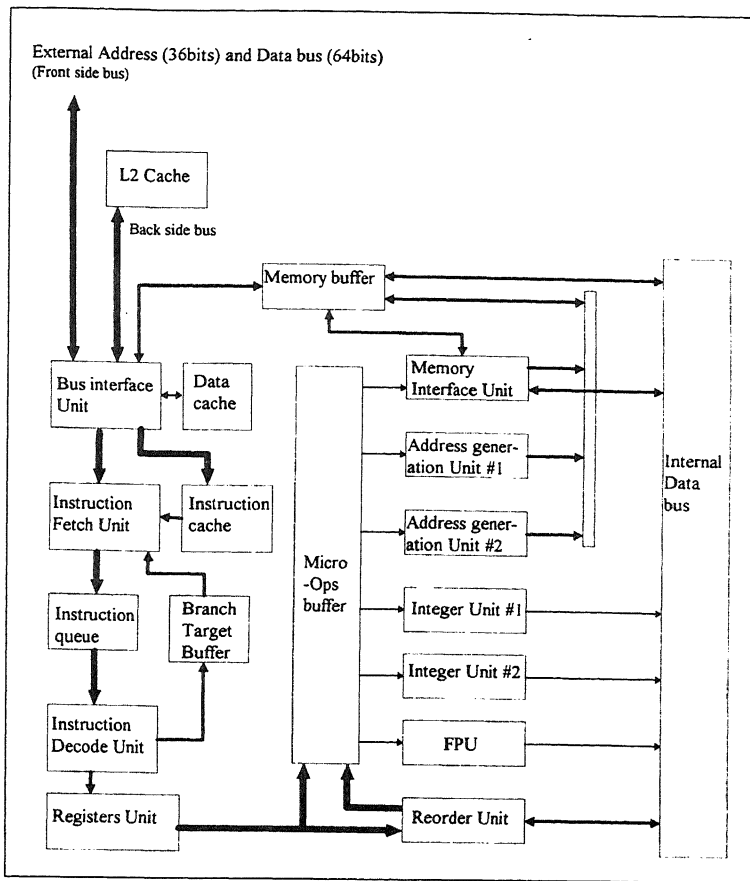 External Address (36bits) and Data bus (64bits)
(Front side bus)
L2 Cache
Back side bus
Memory buffer
Bus interface
Unit
Data
cache
Memory
Interface Unit
Instruction
Fetch Unit
Instruction
cache
Address gener-
ation Unit #1
Internal
Data
bus
Address gener-
ation Unit #2
Micro
-Ops
buffer
Instruction
queue
Branch
Target
Buffer
Integer Unit #1
Integer Unit #2
Instruction
Decode Unit
FPU
Registers Unit
Reorder Unit